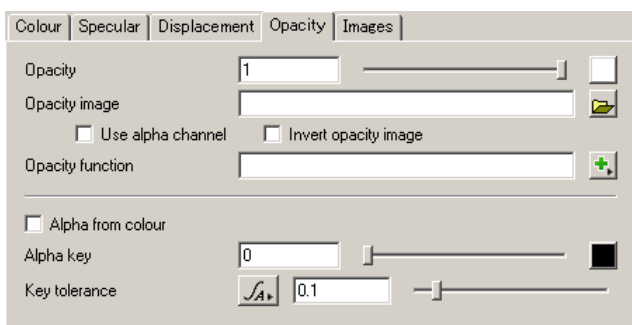 Colour Specular Displacement Opacity Images
Opacity 1
Opacity image
Use alpha channel Invert opacity image
Opacity function
Alpha from colour
Alpha key 0
Key tolerance A 0.1